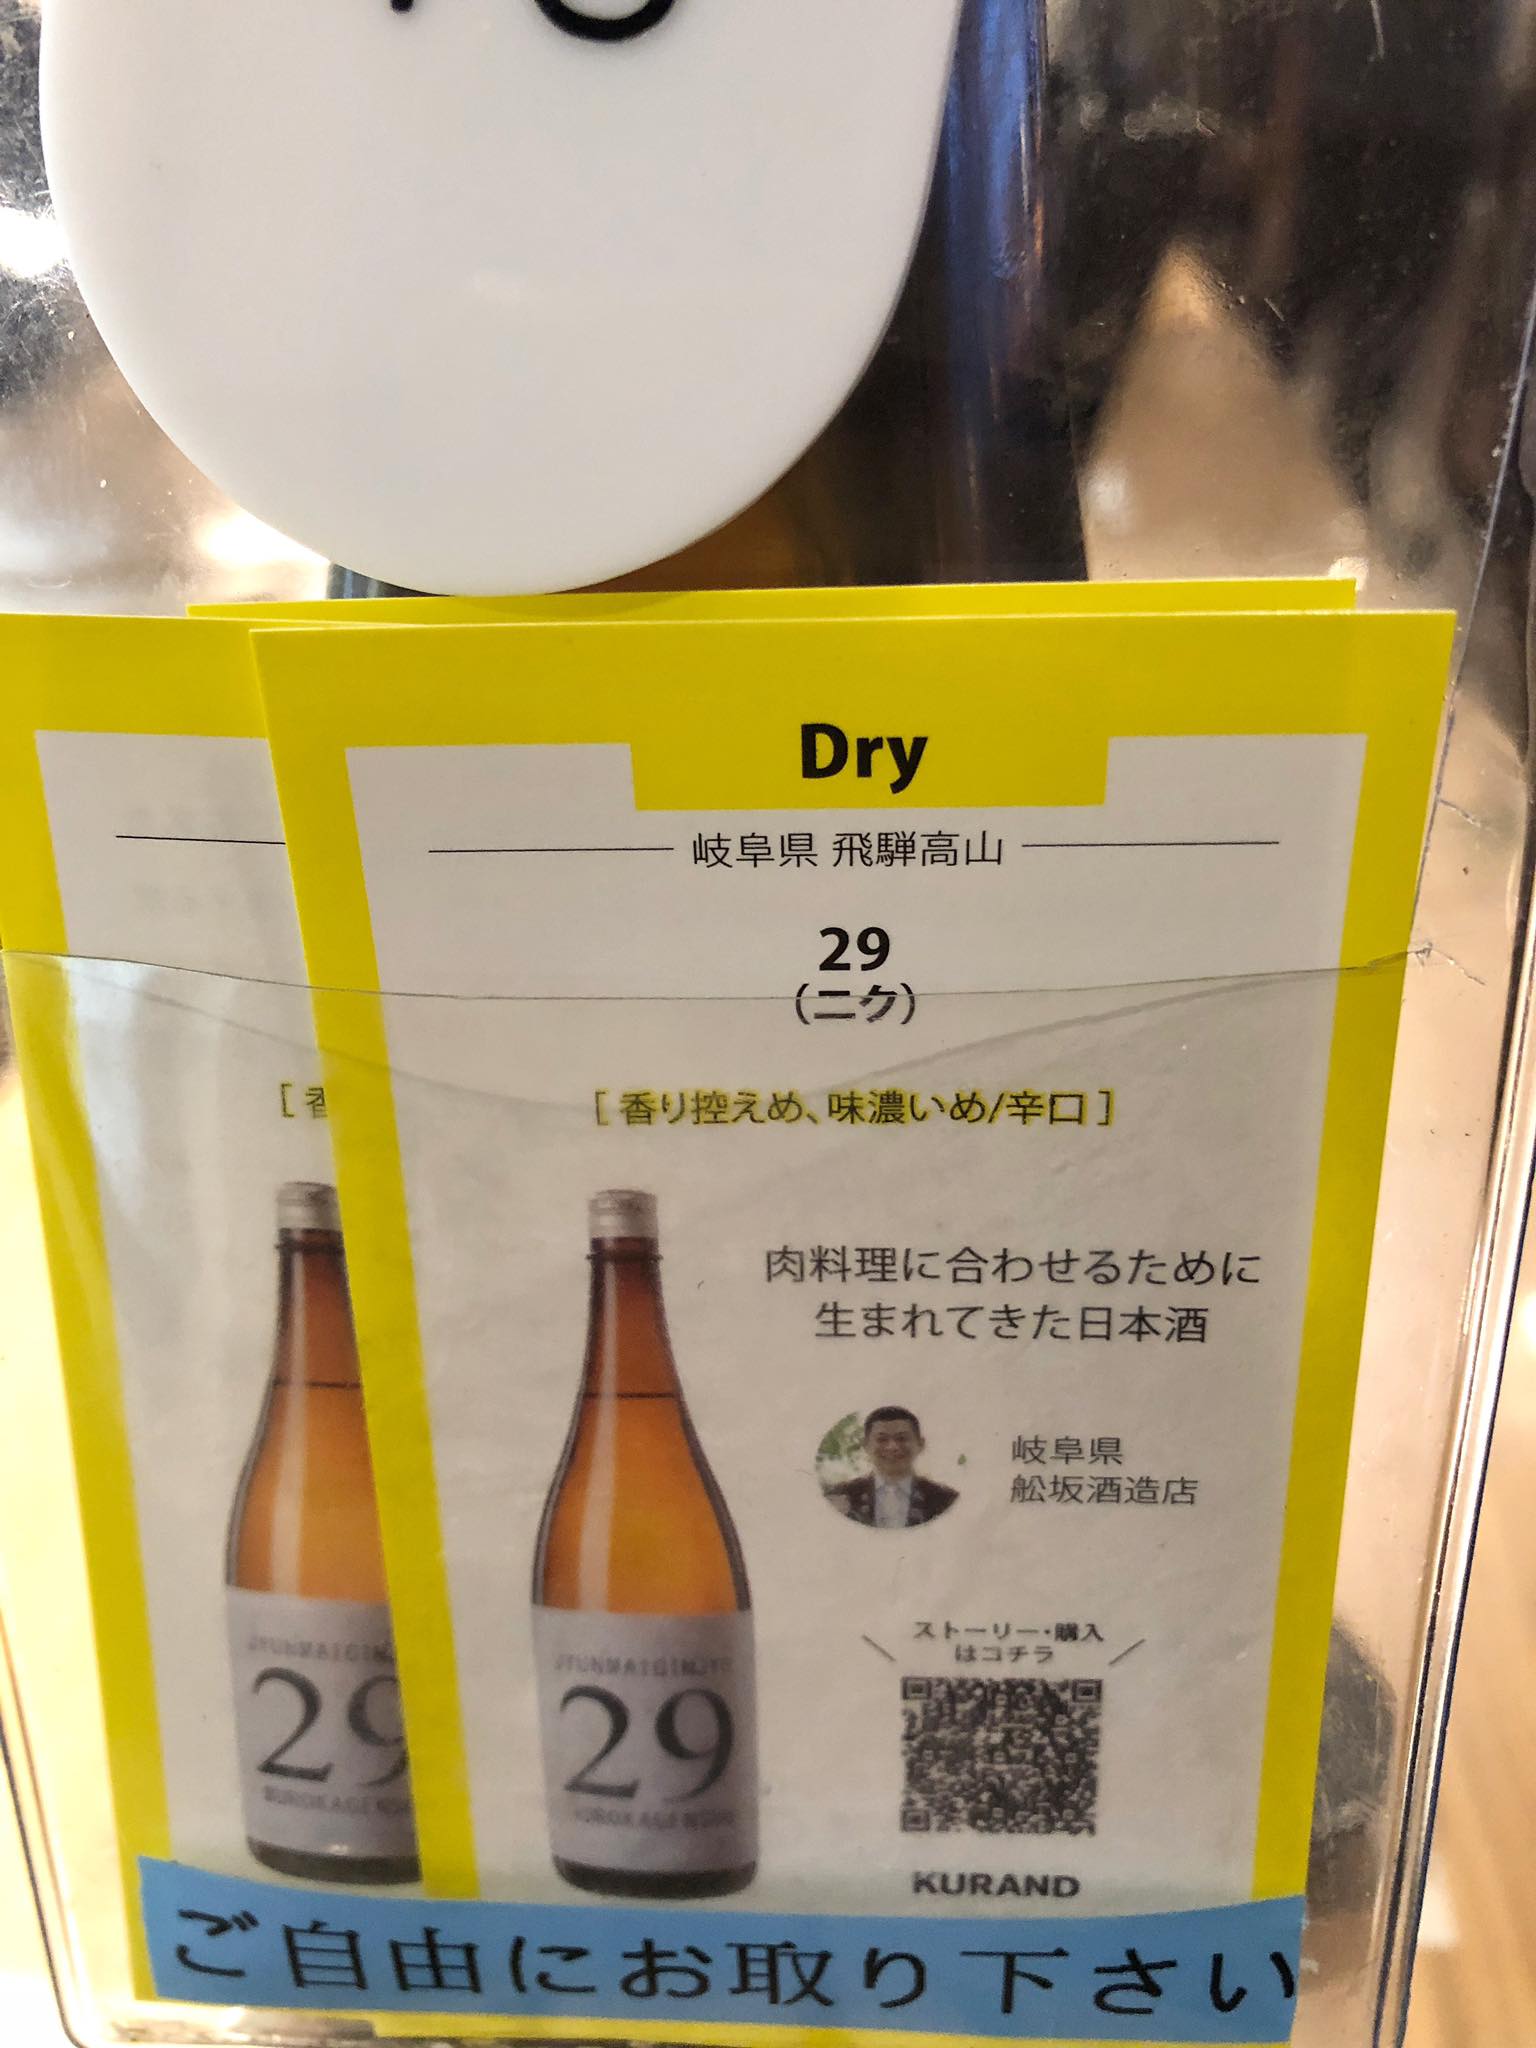 Dry
岐阜県 飛騨高山
29
(ニク)
[ 香り控えめ、味濃いめ/辛口 ]
[ 香
肉料理に合わせるために
生まれてきた日本酒
岐阜県
舩坂酒造店
ストーリー・購入
はコチラ
JYUNMAIGINJYO
29
JYUNMAIGINJ
29
KURAND
ご自由にお取り下さい